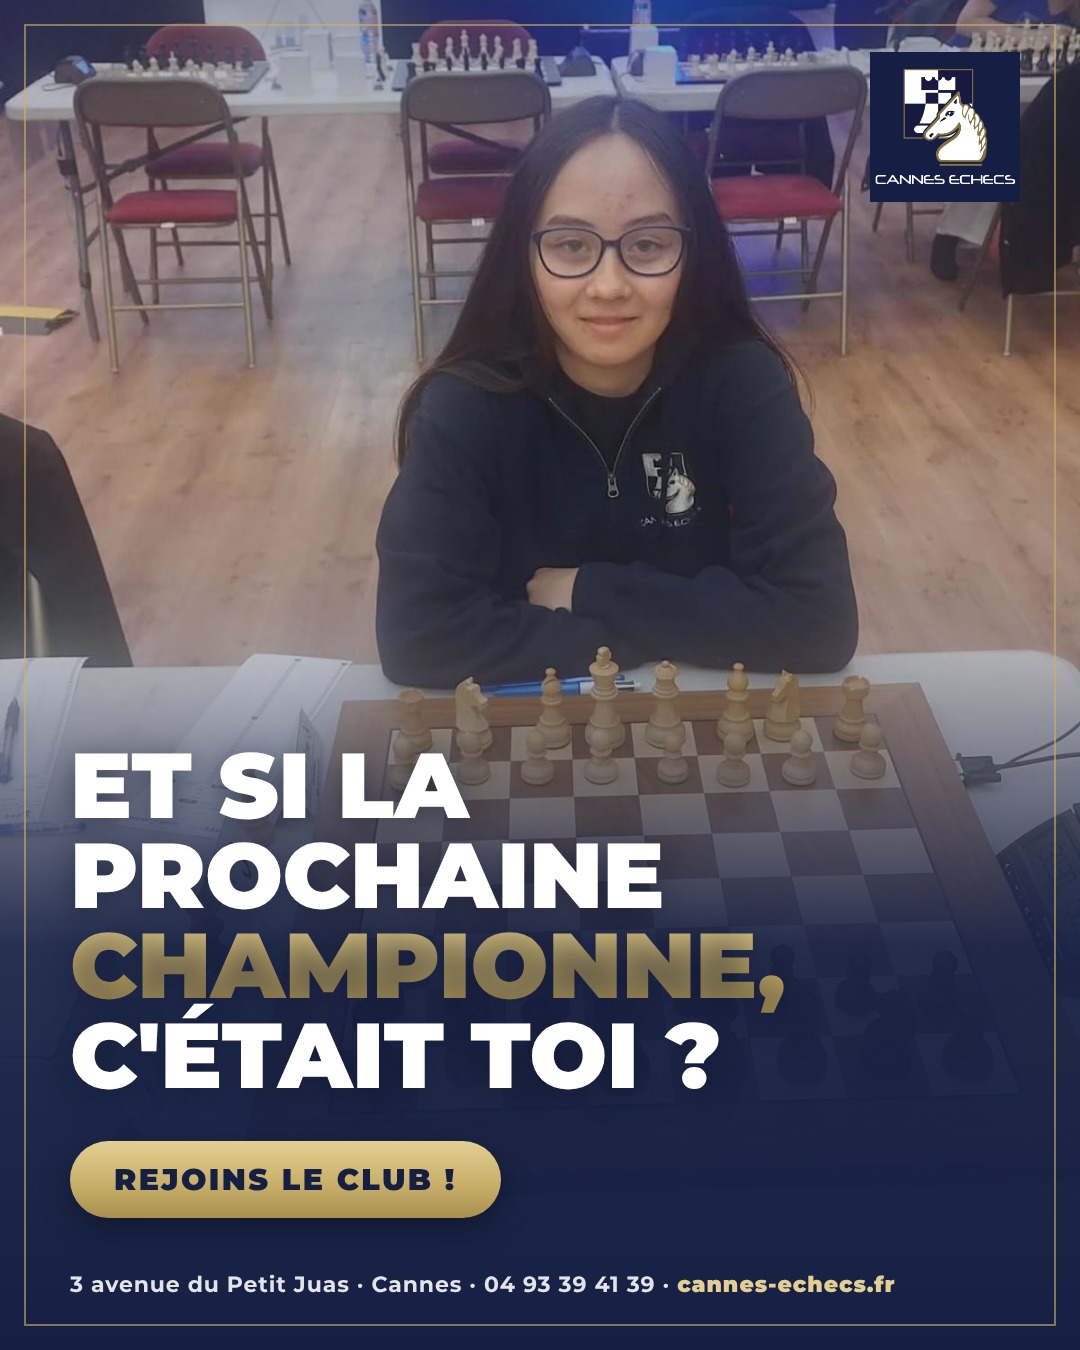 CANNES ECHECS
ET SI LA
PROCHAINE
CHAMPIONNE,
C'ÉTAIT TOI ?
REJOINS LE CLUB !
3 avenue du Petit Juas · Cannes · 04 93 39 41 39 · cannes-echecs.fr